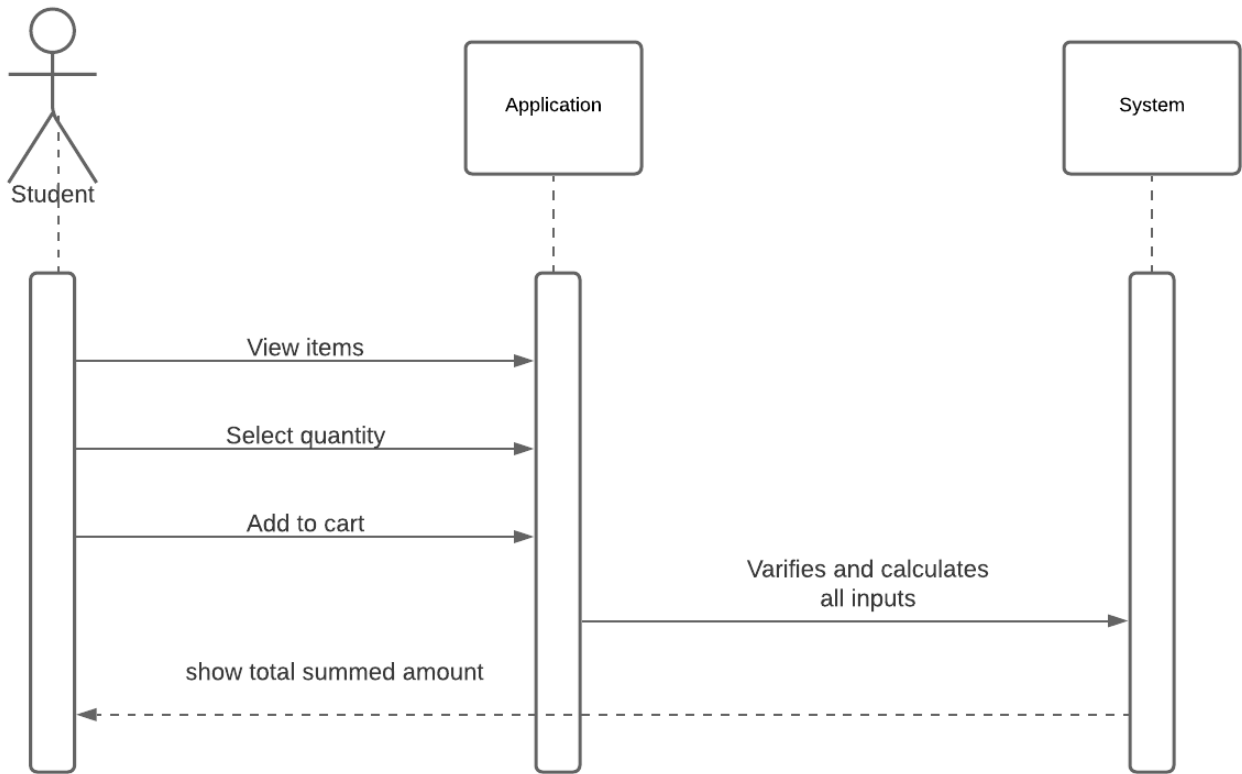 Student
Application
System
View items
Select quantity
Add to cart
Varifies and calculates
all inputs
show total summed amount